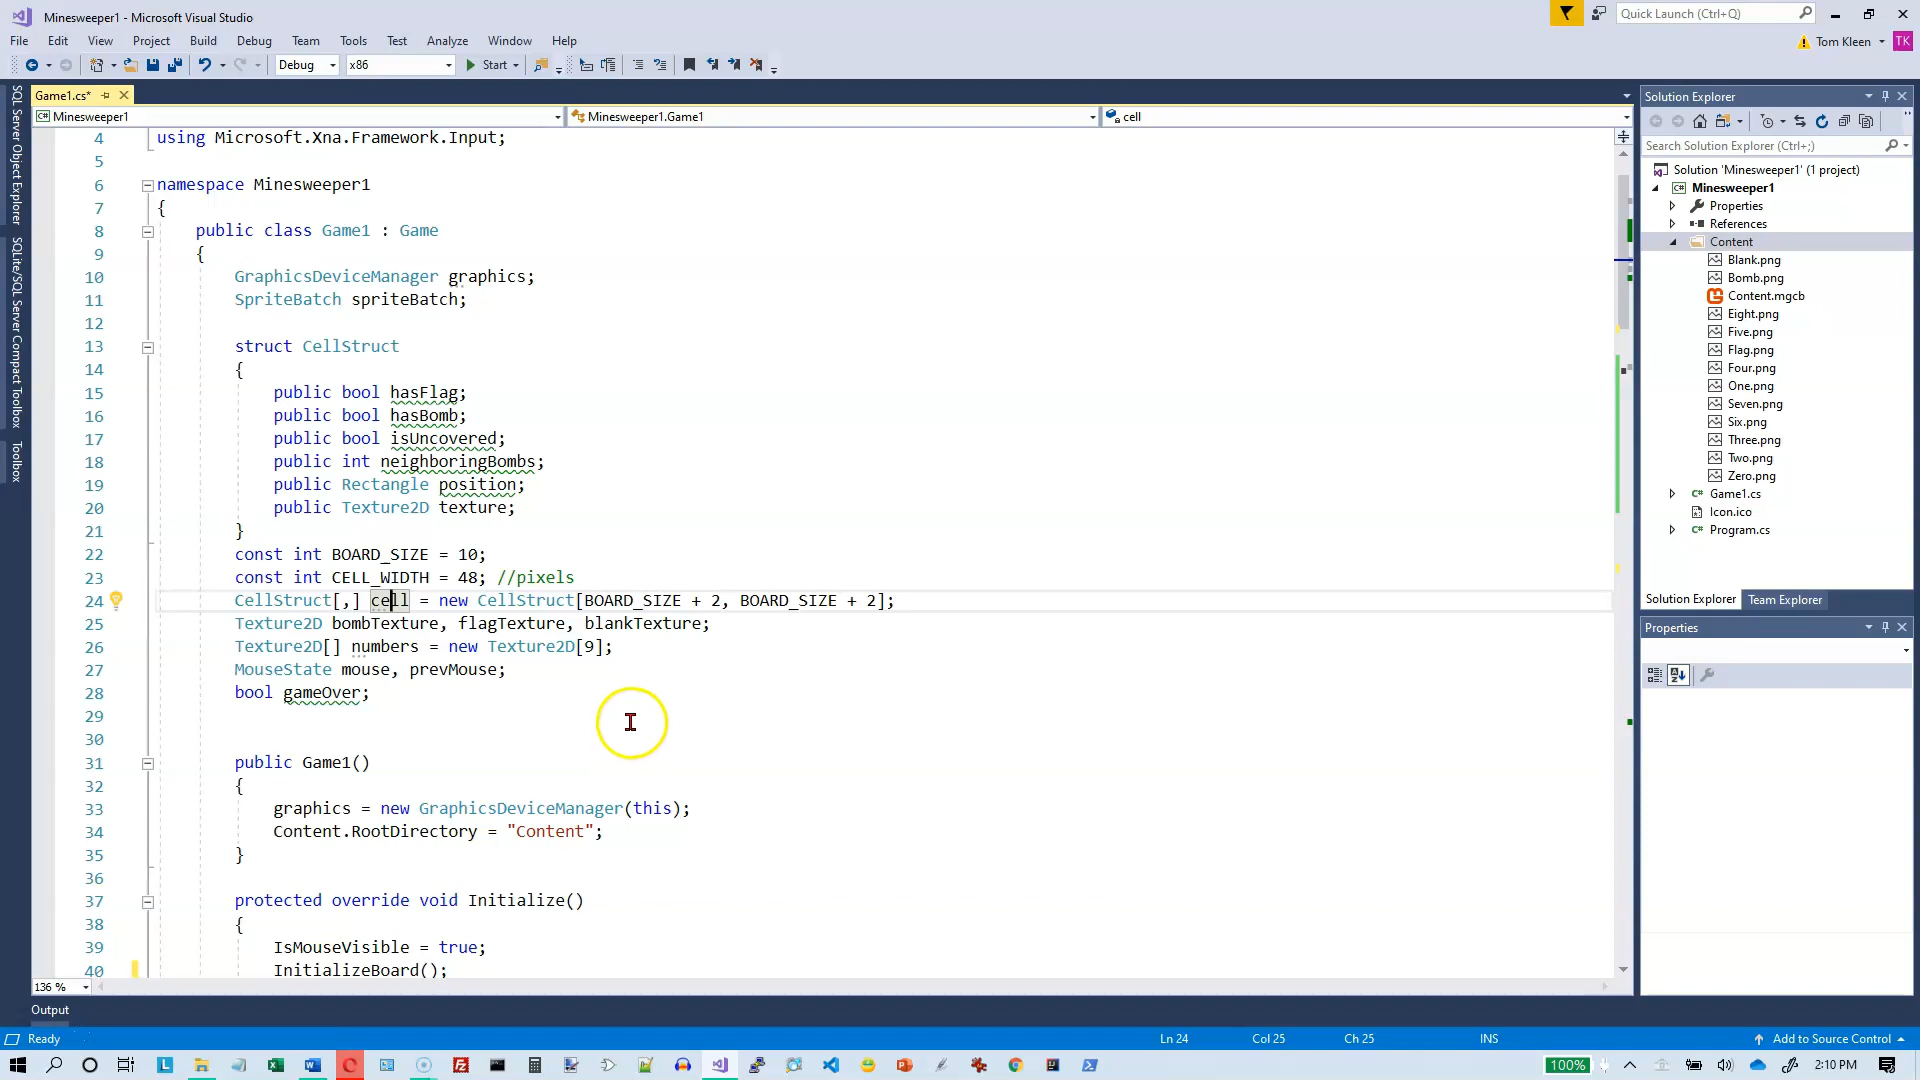 Minesweeper1 - Microsoft Visual Studio
Quick Launch (Ctrl+Q)
File Edit View Project Build Debug Team Tools Test Analyze Window Help
Tom Kleen TK
Debug x86 Start
Game1.cs*
Minesweeper1 Minesweeper1.Game1 cell
SQL Server Object Explorer
SQLite/SQL Server Compact Toolbox
Toolbox
4 using Microsoft.Xna.Framework.Input;
5
6 namespace Minesweeper1
7 {
8 public class Game1 : Game
9 {
10 GraphicsDeviceManager graphics;
11 SpriteBatch spriteBatch;
12
13 struct CellStruct
14 {
15 public bool hasFlag;
16 public bool hasBomb;
17 public bool isUncovered;
18 public int neighboringBombs;
19 public Rectangle position;
20 public Texture2D texture;
21 }
22 const int BOARD_SIZE = 10;
23 const int CELL_WIDTH = 48; //pixels
24 CellStruct[,] cell = new CellStruct[BOARD_SIZE + 2, BOARD_SIZE + 2];
25 Texture2D bombTexture, flagTexture, blankTexture;
26 Texture2D[] numbers = new Texture2D[9];
27 MouseState mouse, prevMouse;
28 bool gameOver;
29
30
31 public Game1()
32 {
33 graphics = new GraphicsDeviceManager(this);
34 Content.RootDirectory = "Content";
35 }
36
37 protected override void Initialize()
38 {
39 IsMouseVisible = true;
40 InitializeBoard();
136 %
Solution Explorer
Search Solution Explorer (Ctrl+;)
Solution 'Minesweeper1' (1 project)
Minesweeper1
Properties
References
Content
Blank.png
Bomb.png
Content.mgcb
Eight.png
Five.png
Flag.png
Four.png
One.png
Seven.png
Six.png
Three.png
Two.png
Zero.png
Game1.cs
Icon.ico
Program.cs
Solution Explorer Team Explorer
Properties
Output
Ready Ln 24 Col 25 Ch 25 INS Add to Source Control
100% 2:10 PM